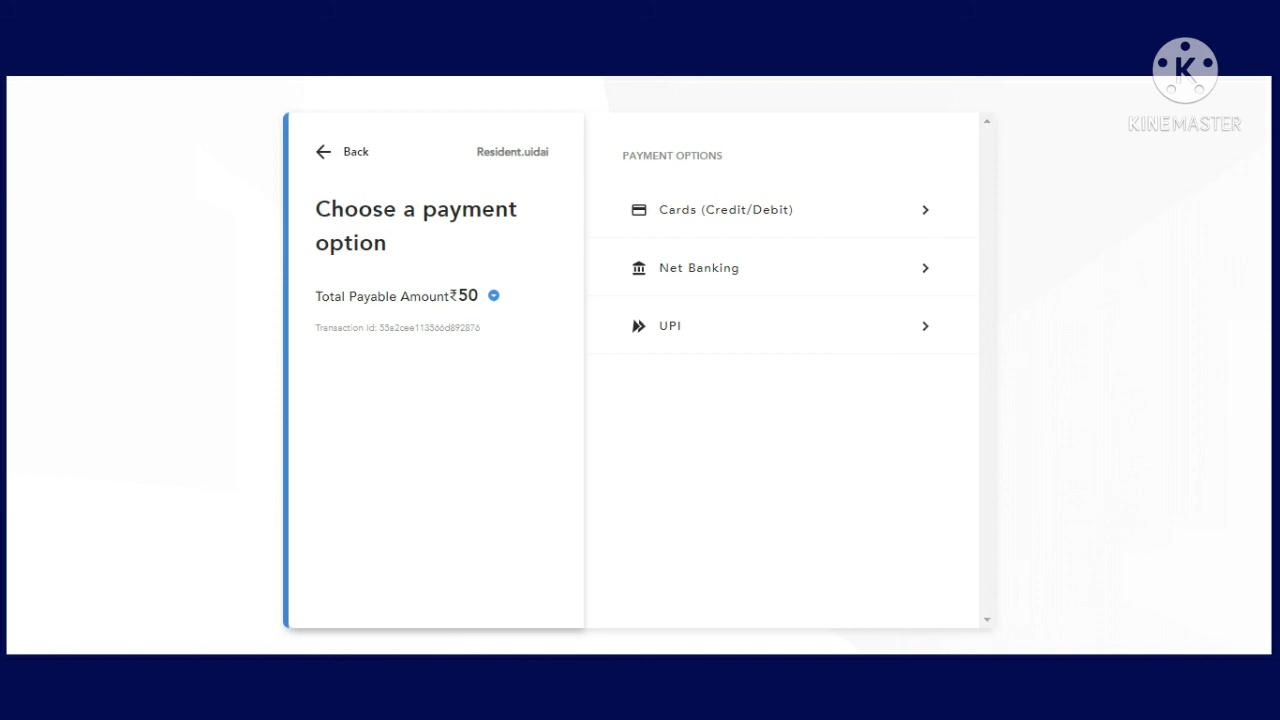 K
KINEMASTER
Back
Resident.uidai
Choose a payment
option
Total Payable Amount₹50
Transaction Id: 55a2cee113566d892876
PAYMENT OPTIONS
Cards (Credit/Debit)
Net Banking
UPI